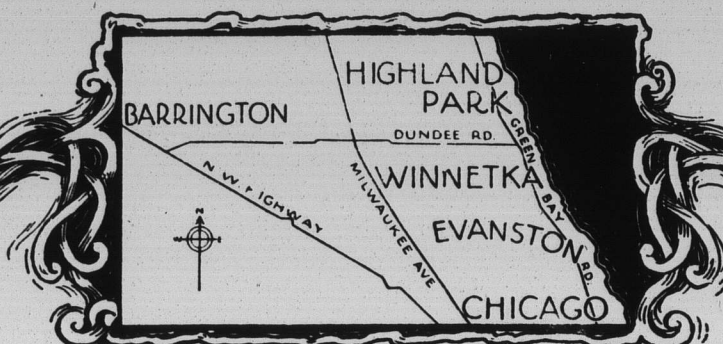 HIGHLAND
PARK
BARRINGTON
DUNDEE RD.
GREEN BAY RD.
N W HIGHWAY
MILWAUKEE AVE
WINNETKA
EVANSTON
N
W E
CHICAGO